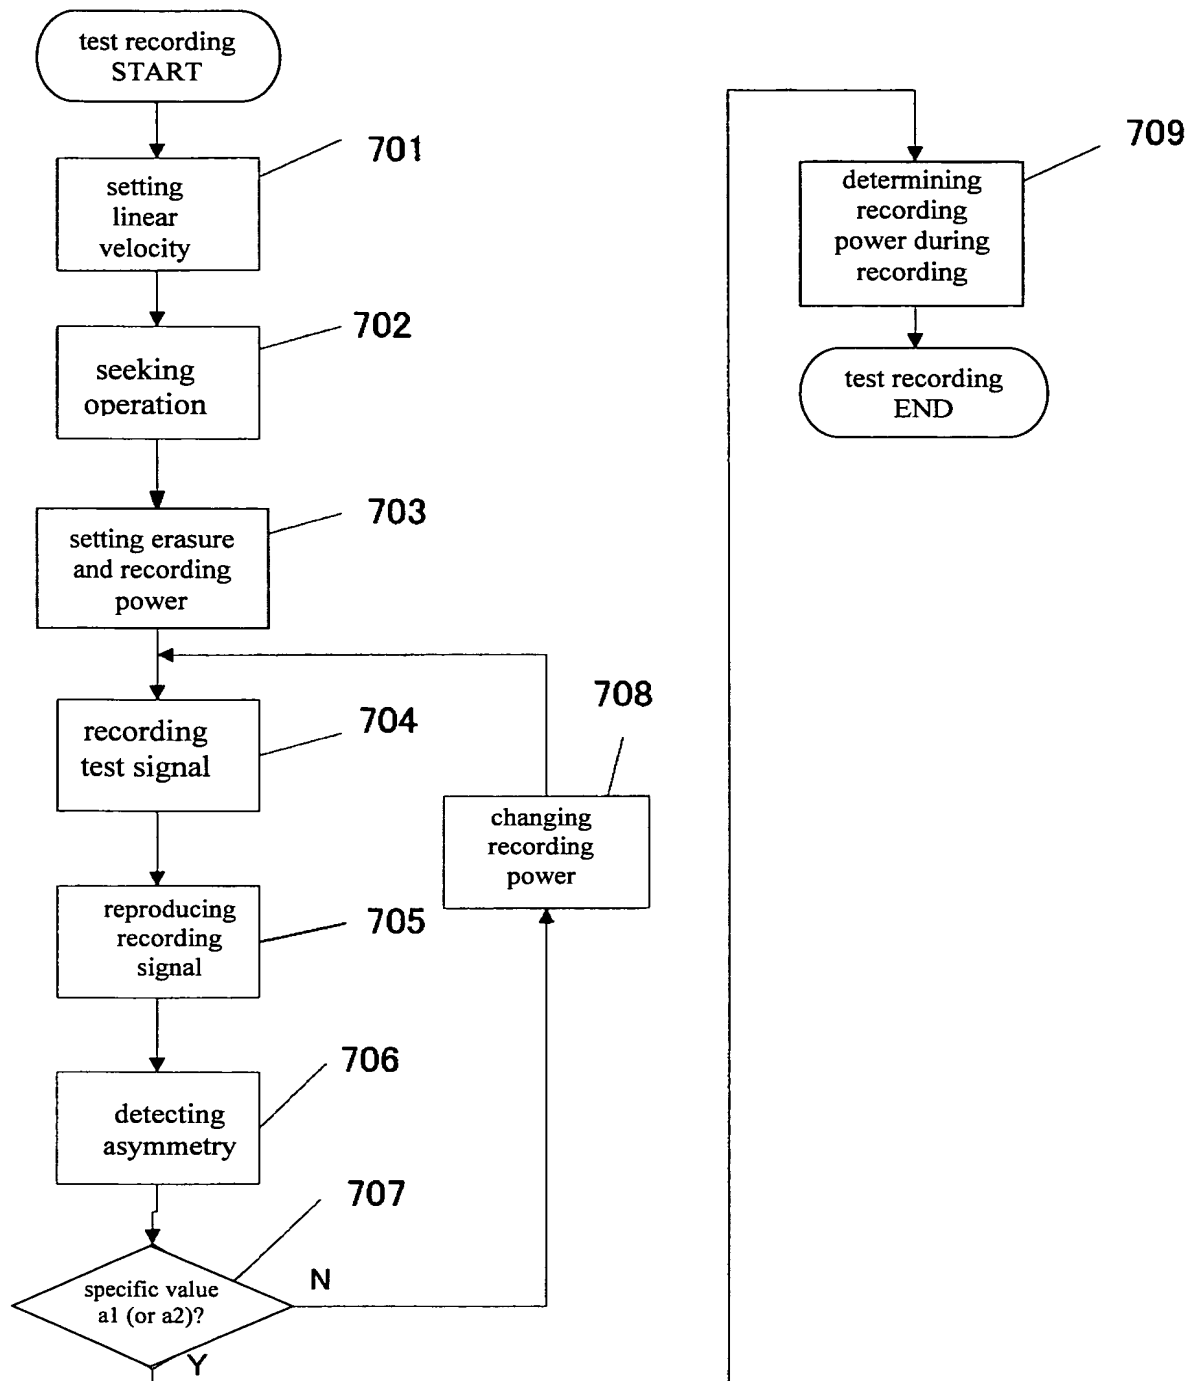 test recording
START
701
setting
linear
velocity
702
seeking
operation
703
setting erasure
and recording
power
704
recording
test signal
705
reproducing
recording
signal
706
detecting
asymmetry
707
specific value
a1 (or a2)?
N
Y
708
changing
recording
power
709
determining
recording
power during
recording
test recording
END